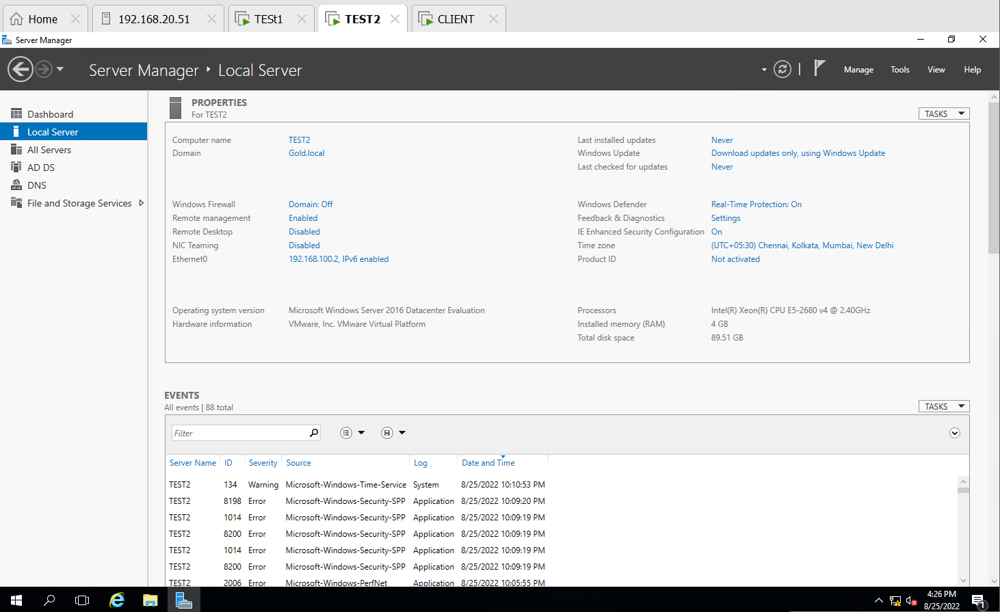 Home
192.168.20.51
TESt1
TEST2
CLIENT
Server Manager
Server Manager ‣ Local Server
Manage Tools View Help
Dashboard
Local Server
All Servers
AD DS
DNS
File and Storage Services
PROPERTIES
For TEST2
TASKS
Computer name TEST2
Domain Gold.local
Last installed updates Never
Windows Update Download updates only, using Windows Update
Last checked for updates Never
Windows Firewall Domain: Off
Remote management Enabled
Remote Desktop Disabled
NIC Teaming Disabled
Ethernet0 192.168.100.2, IPv6 enabled
Windows Defender Real-Time Protection: On
Feedback & Diagnostics Settings
IE Enhanced Security Configuration On
Time zone (UTC+05:30) Chennai, Kolkata, Mumbai, New Delhi
Product ID Not activated
Operating system version Microsoft Windows Server 2016 Datacenter Evaluation
Hardware information VMware, Inc. VMware Virtual Platform
Processors Intel(R) Xeon(R) CPU E5-2680 v4 @ 2.40GHz
Installed memory (RAM) 4 GB
Total disk space 89.51 GB
EVENTS
All events | 88 total
TASKS
Filter
Server Name ID Severity Source Log Date and Time
TEST2 134 Warning Microsoft-Windows-Time-Service System 8/25/2022 10:10:53 PM
TEST2 8198 Error Microsoft-Windows-Security-SPP Application 8/25/2022 10:09:20 PM
TEST2 1014 Error Microsoft-Windows-Security-SPP Application 8/25/2022 10:09:19 PM
TEST2 8200 Error Microsoft-Windows-Security-SPP Application 8/25/2022 10:09:19 PM
TEST2 1014 Error Microsoft-Windows-Security-SPP Application 8/25/2022 10:09:19 PM
TEST2 8200 Error Microsoft-Windows-Security-SPP Application 8/25/2022 10:09:19 PM
TEST2 2006 Error Microsoft-Windows-PerfNet Application 8/25/2022 10:05:55 PM
4:26 PM
8/25/2022
1